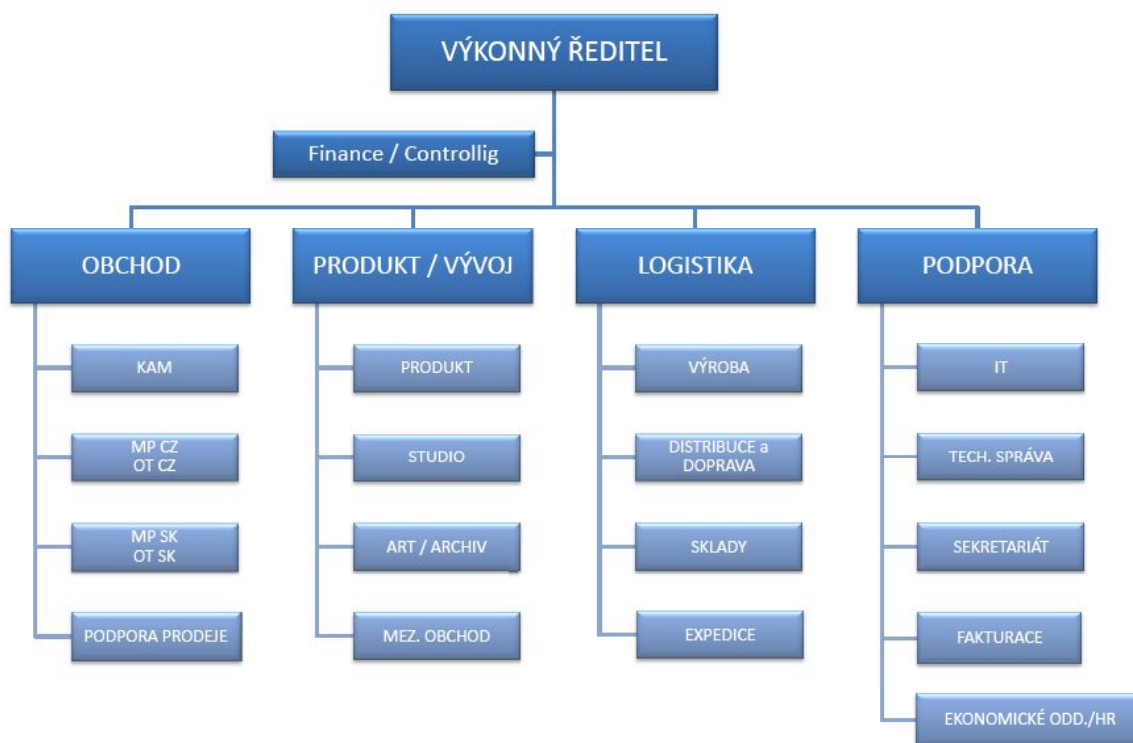 VÝKONNÝ ŘEDITEL
Finance / Controllig
OBCHOD
PRODUKT / VÝVOJ
LOGISTIKA
PODPORA
KAM
MP CZ
OT CZ
MP SK
OT SK
PODPORA PRODEJE
PRODUKT
STUDIO
ART / ARCHIV
MEZ. OBCHOD
VÝROBA
DISTRIBUCE a
DOPRAVA
SKLADY
EXPEDICE
IT
TECH. SPRÁVA
SEKRETARIÁT
FAKTURACE
EKONOMICKÉ ODD./HR